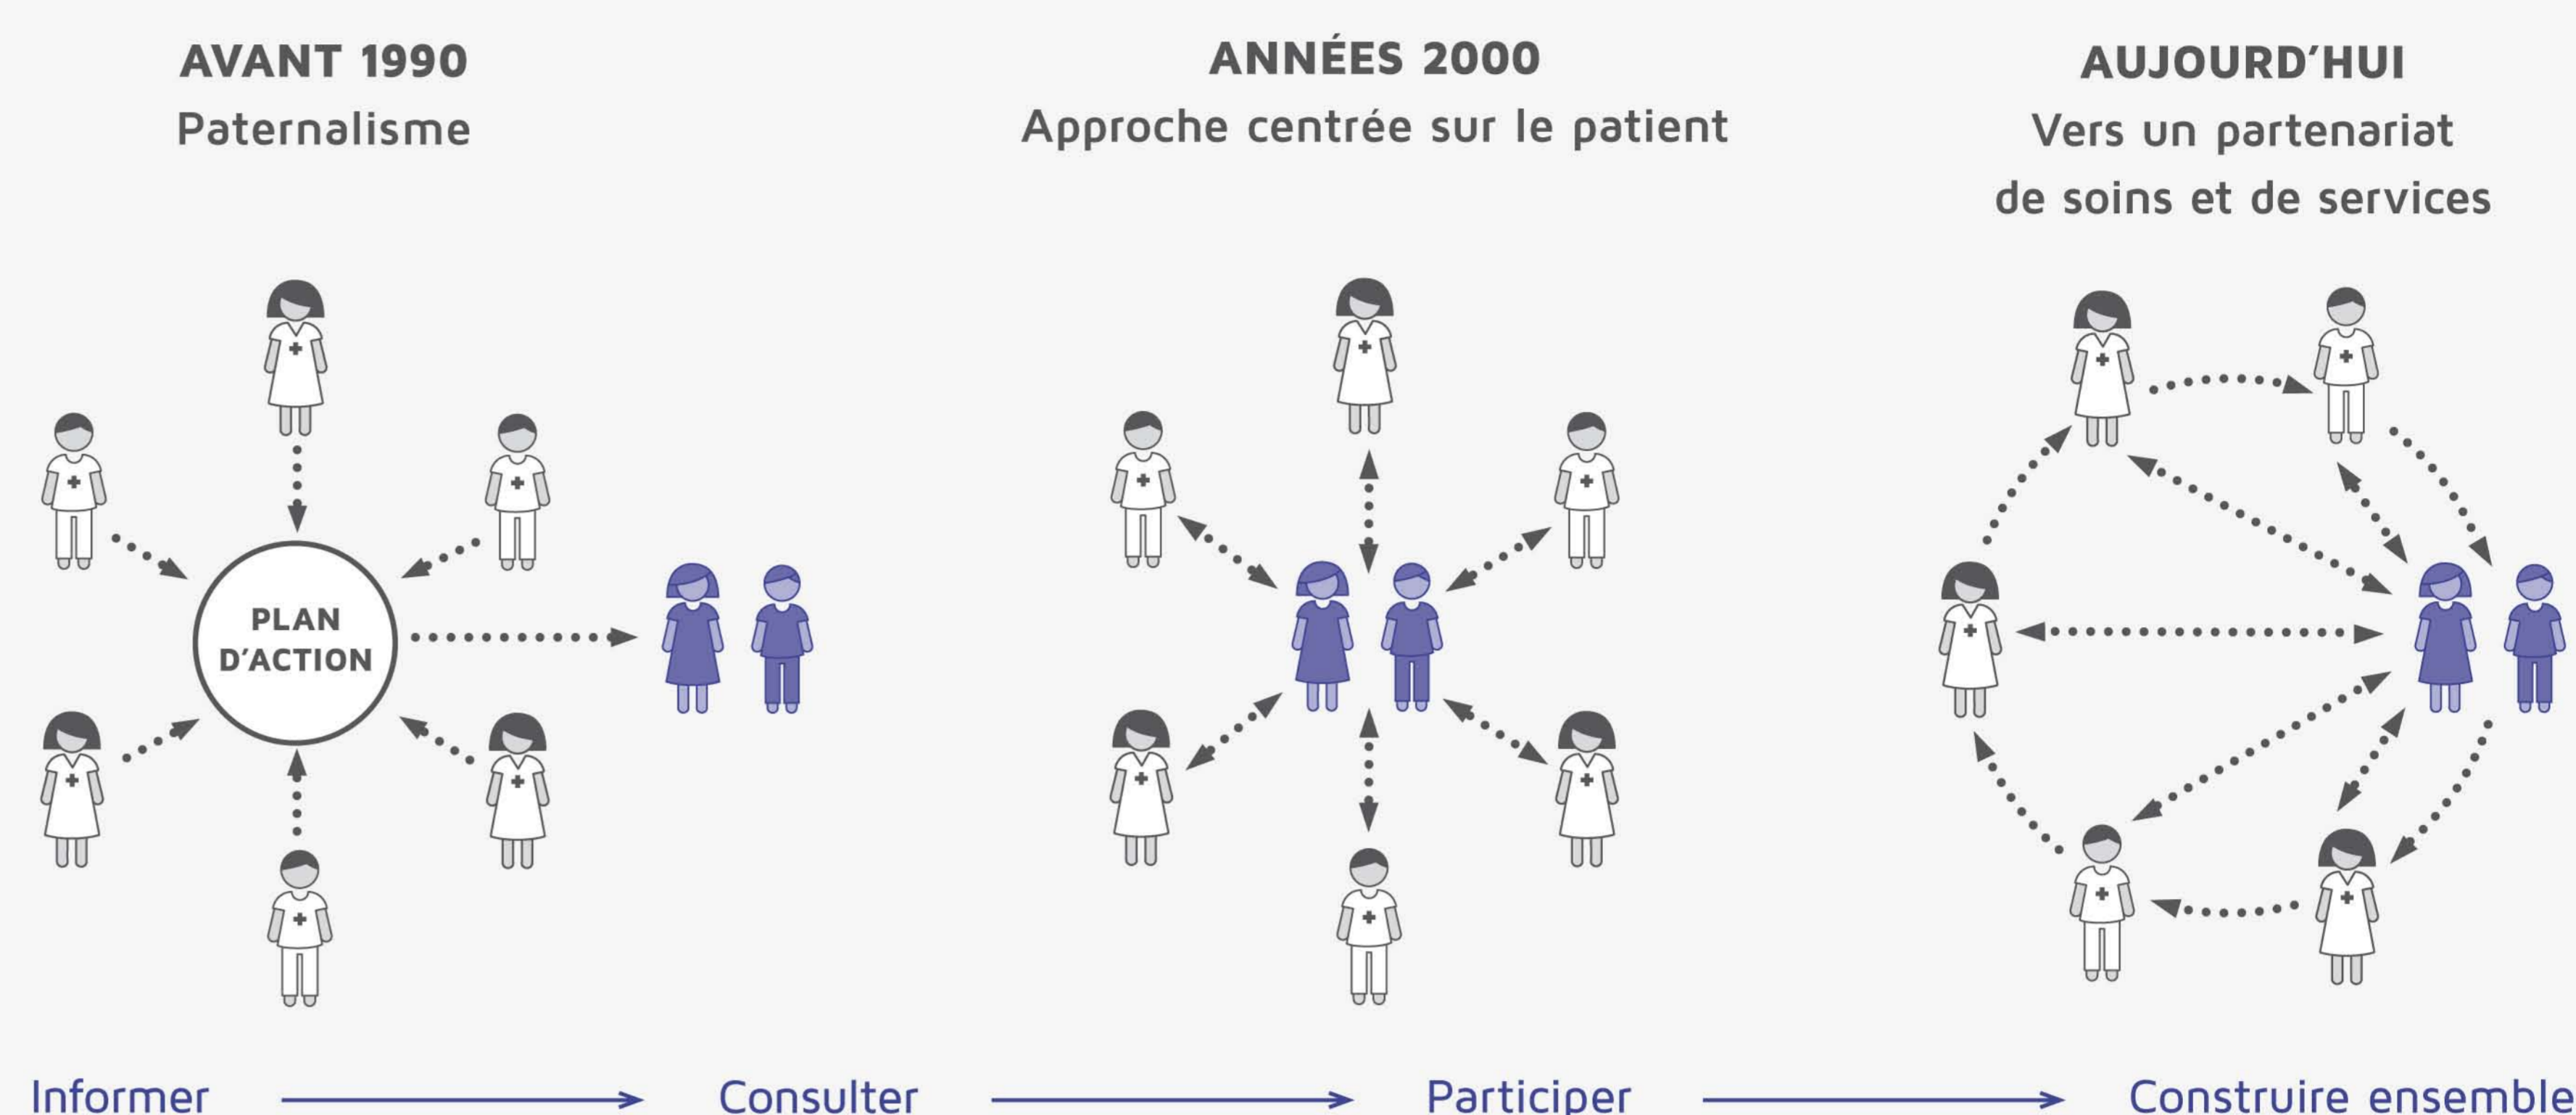 AVANT 1990
Paternalisme
PLAN
D'ACTION
ANNÉES 2000
Approche centrée sur le patient
AUJOURD'HUI
Vers un partenariat
de soins et de services
Informer
Consulter
Participer
Construire ensemble